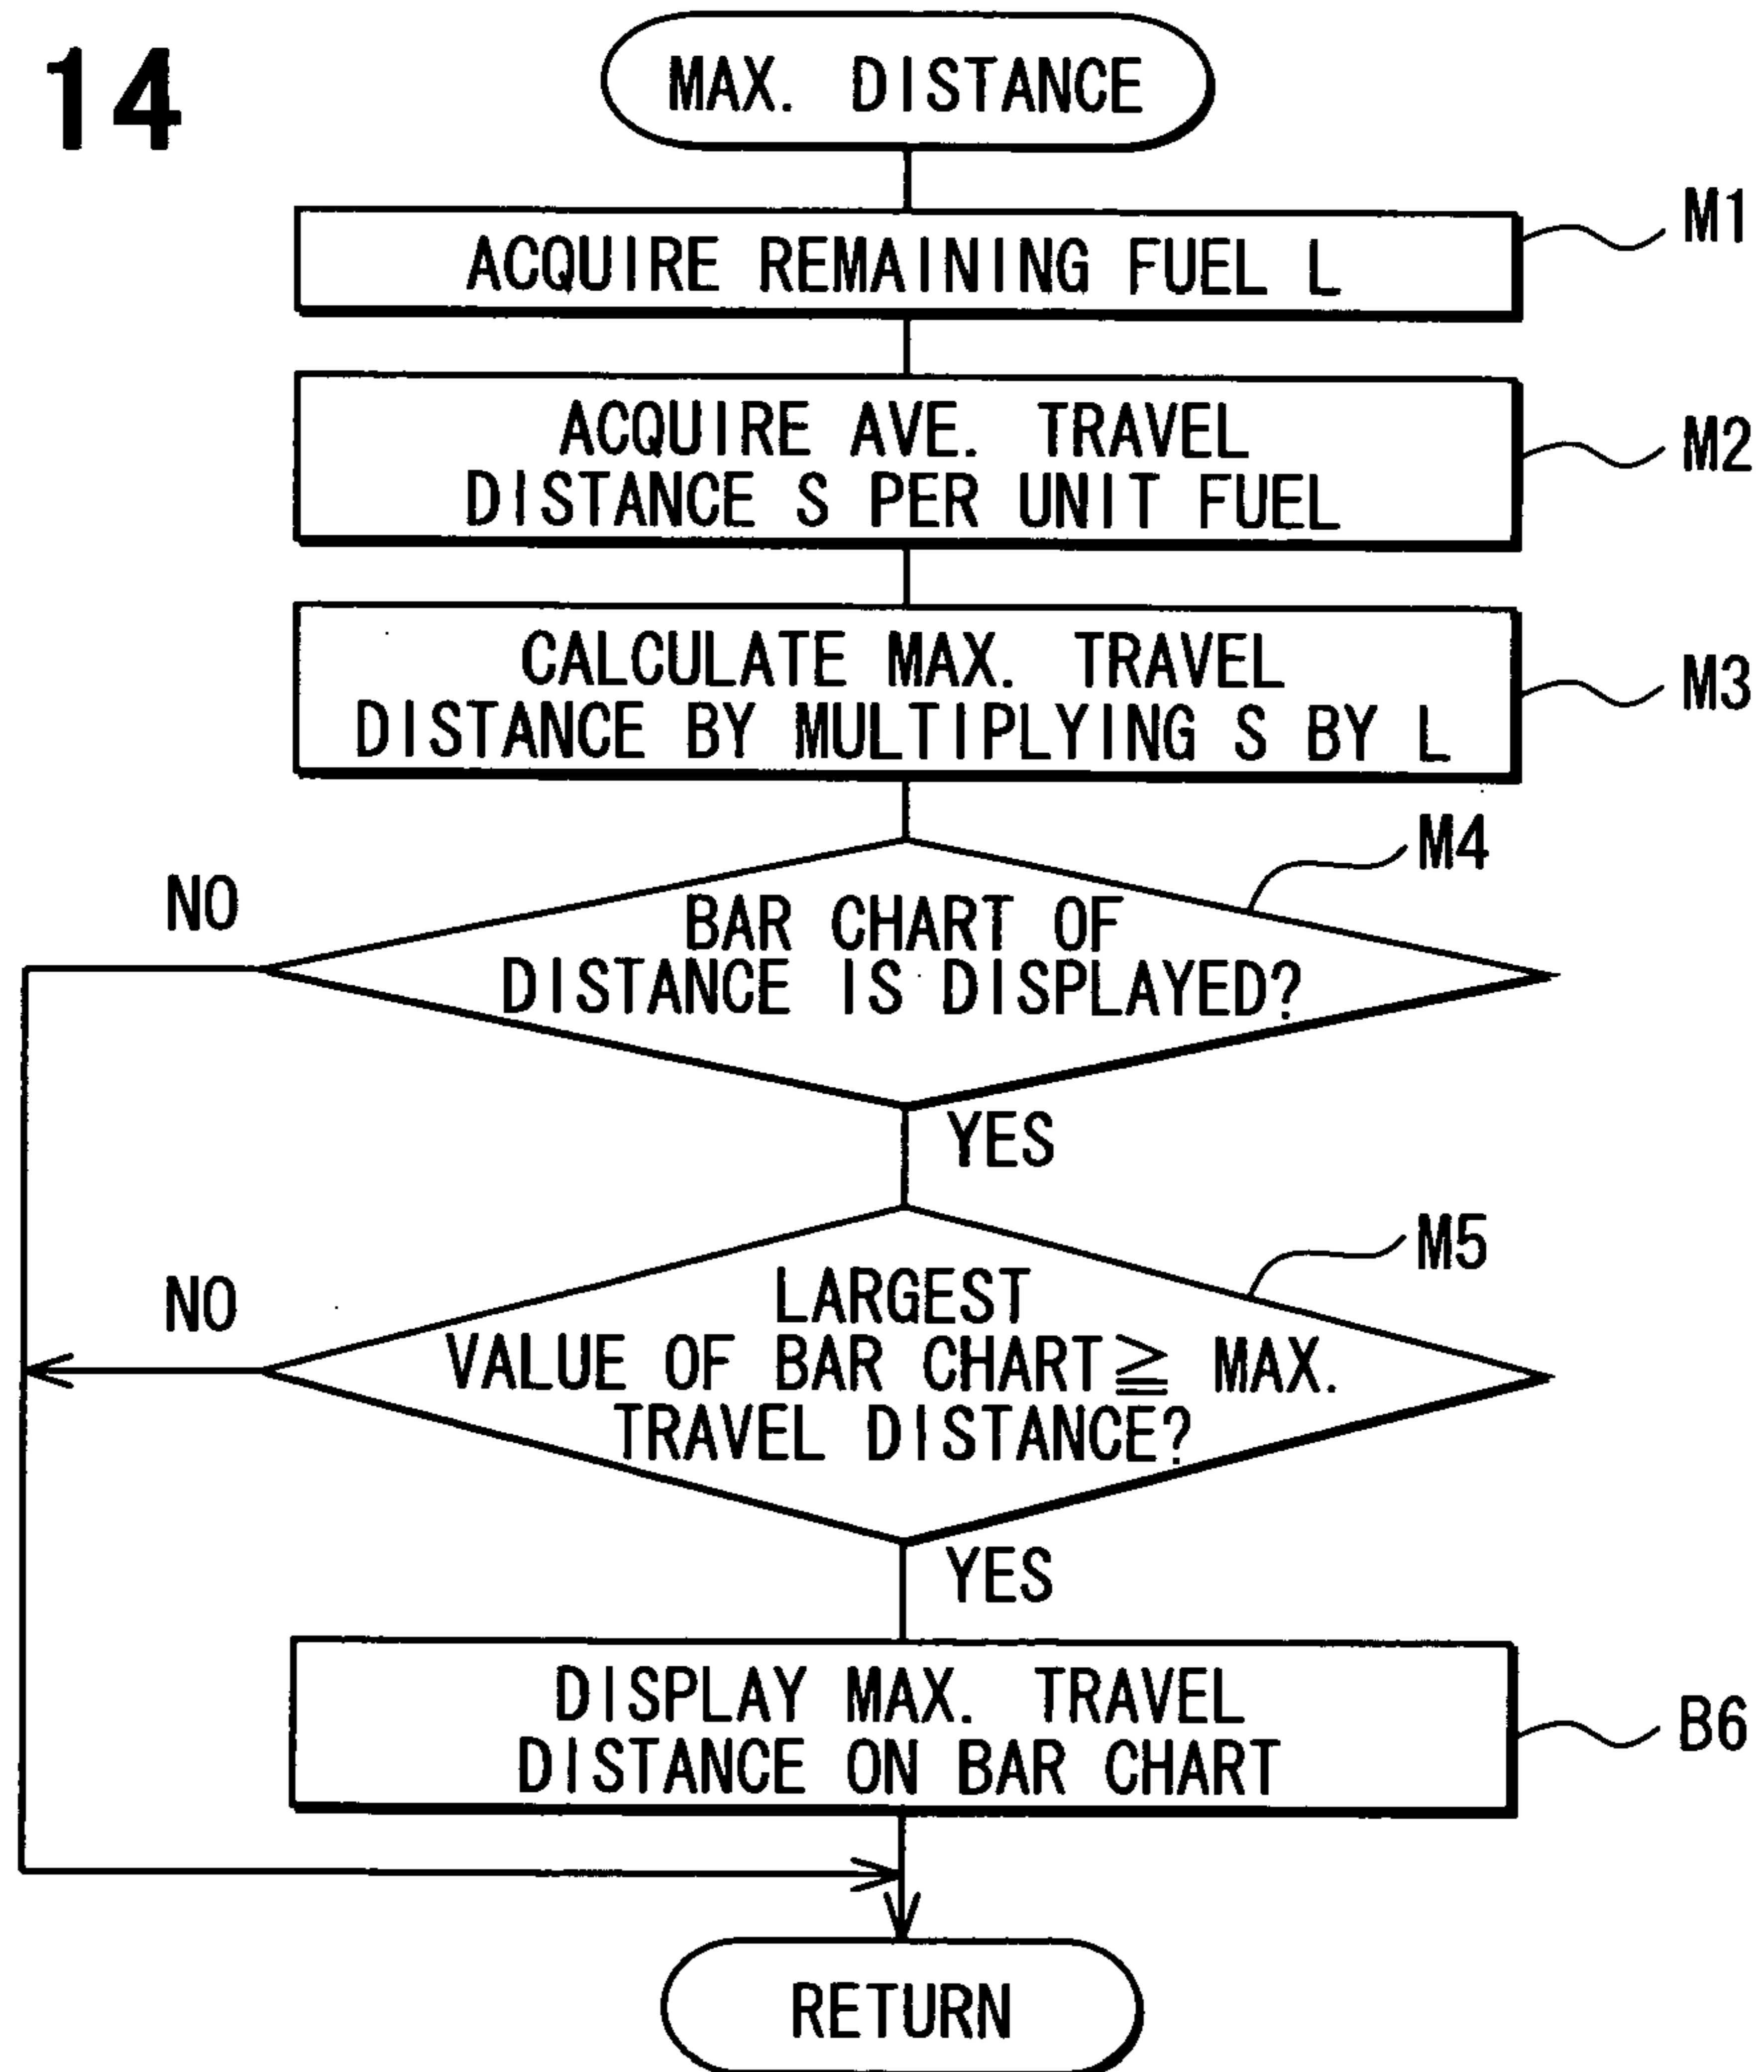 14
MAX. DISTANCE
M1
ACQUIRE REMAINING FUEL L
ACQUIRE AVE. TRAVEL
DISTANCE S PER UNIT FUEL
M2
CALCULATE MAX. TRAVEL
DISTANCE BY MULTIPLYING S BY L
M3
M4
NO
BAR CHART OF
DISTANCE IS DISPLAYED?
YES
M5
NO
LARGEST
VALUE OF BAR CHART≧ MAX.
TRAVEL DISTANCE?
YES
DISPLAY MAX. TRAVEL
DISTANCE ON BAR CHART
B6
RETURN